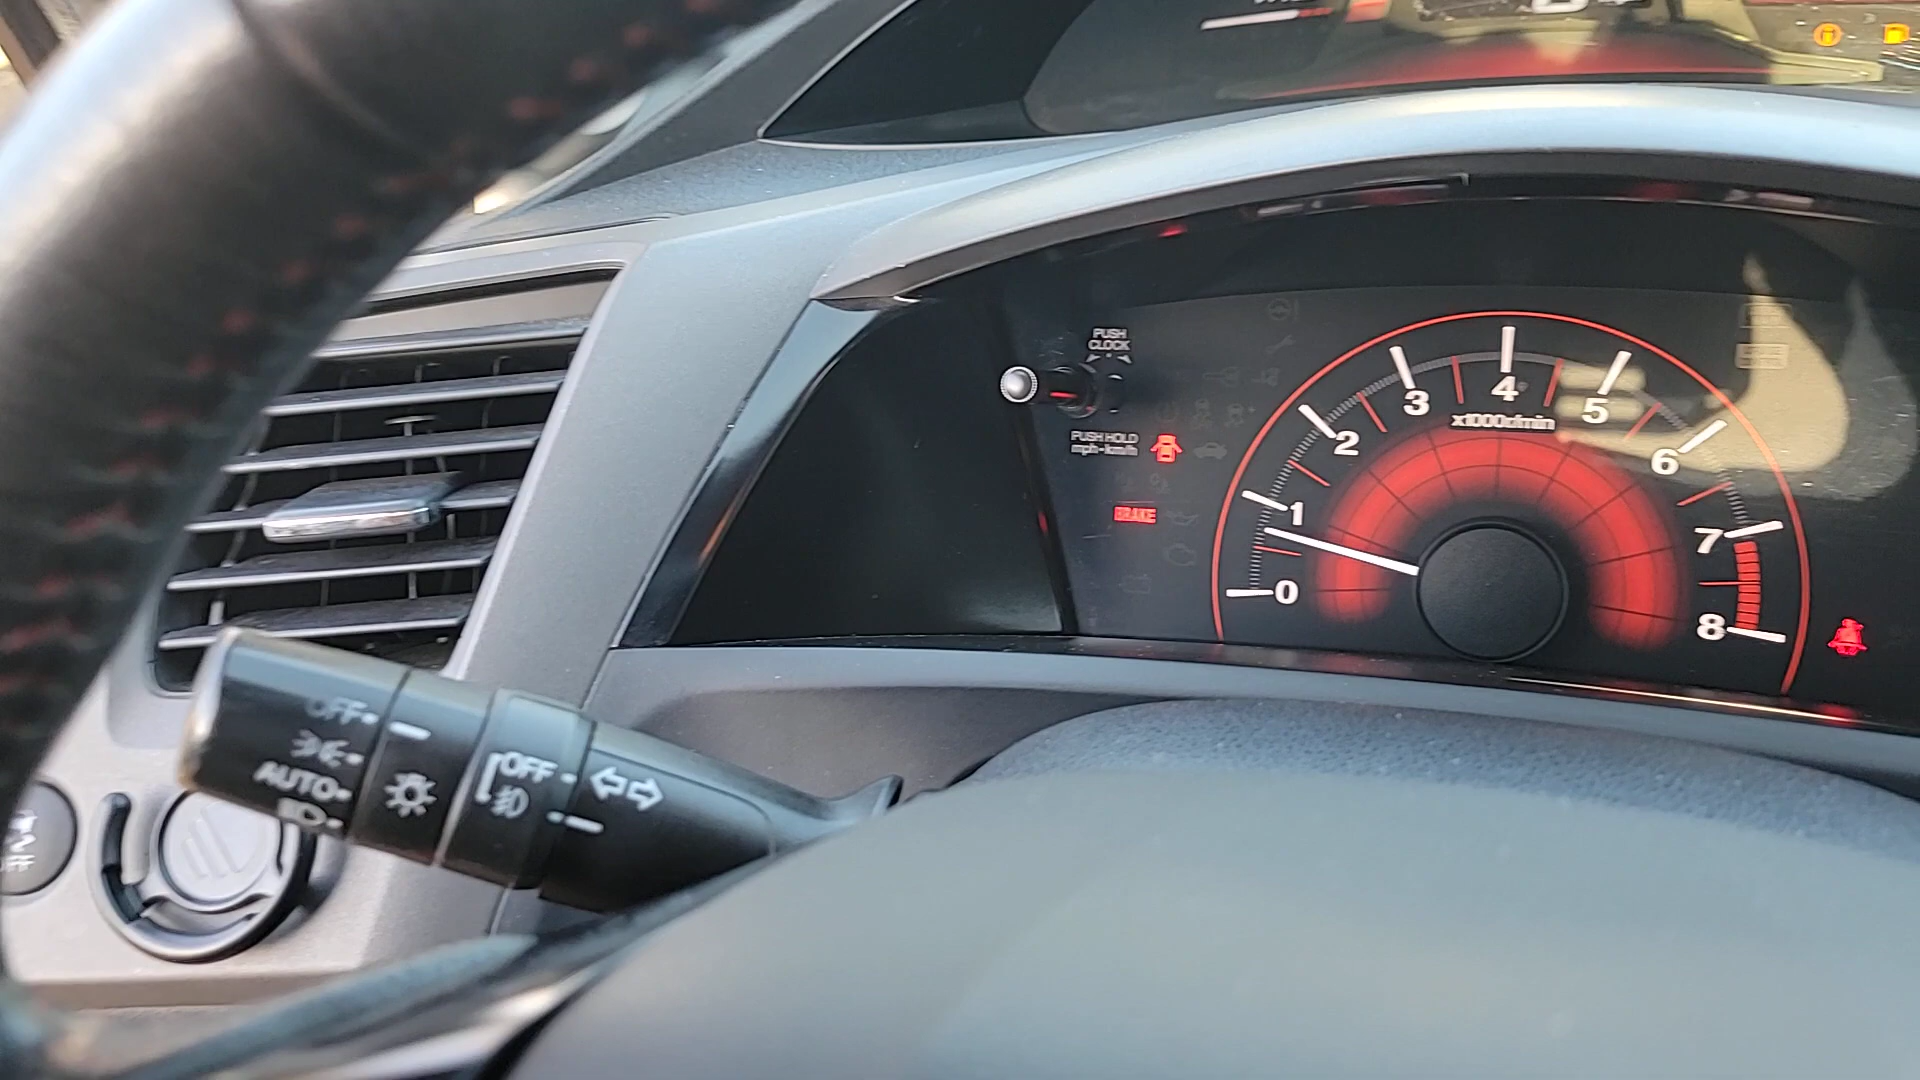 PUSH
CLOCK
PUSH HOLD
mph•km/h
BRAKE
0
1
2
3
4
5
6
7
8
x1000r/min
OFF
AUTO
OFF
OFF